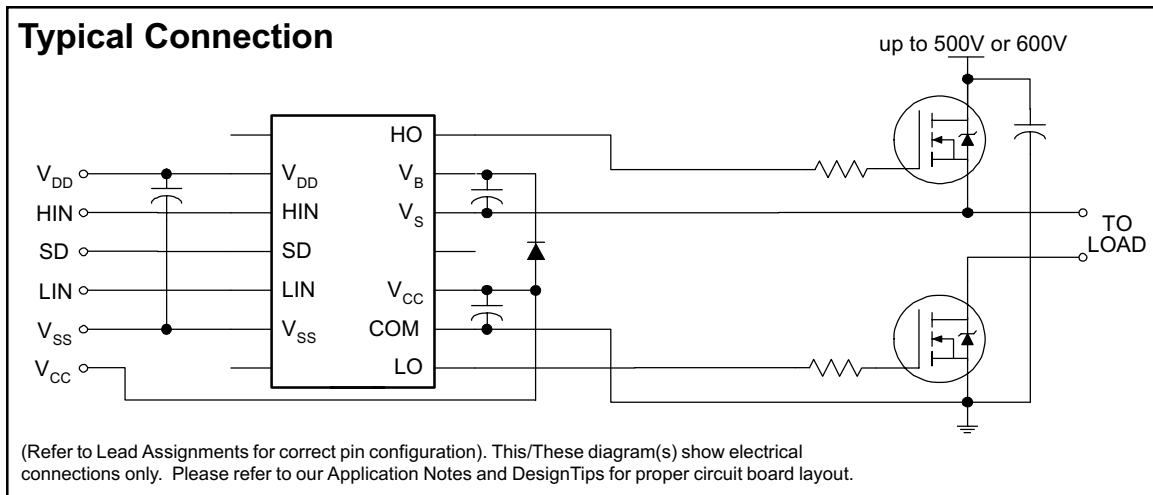 Typical Connection
up to 500V or 600V
HO
V_DD
V_DD
V_B
HIN
HIN
V_S
TO
LOAD
SD
SD
LIN
LIN
V_CC
V_SS
V_SS
COM
V_CC
LO
(Refer to Lead Assignments for correct pin configuration). This/These diagram(s) show electrical
connections only. Please refer to our Application Notes and DesignTips for proper circuit board layout.